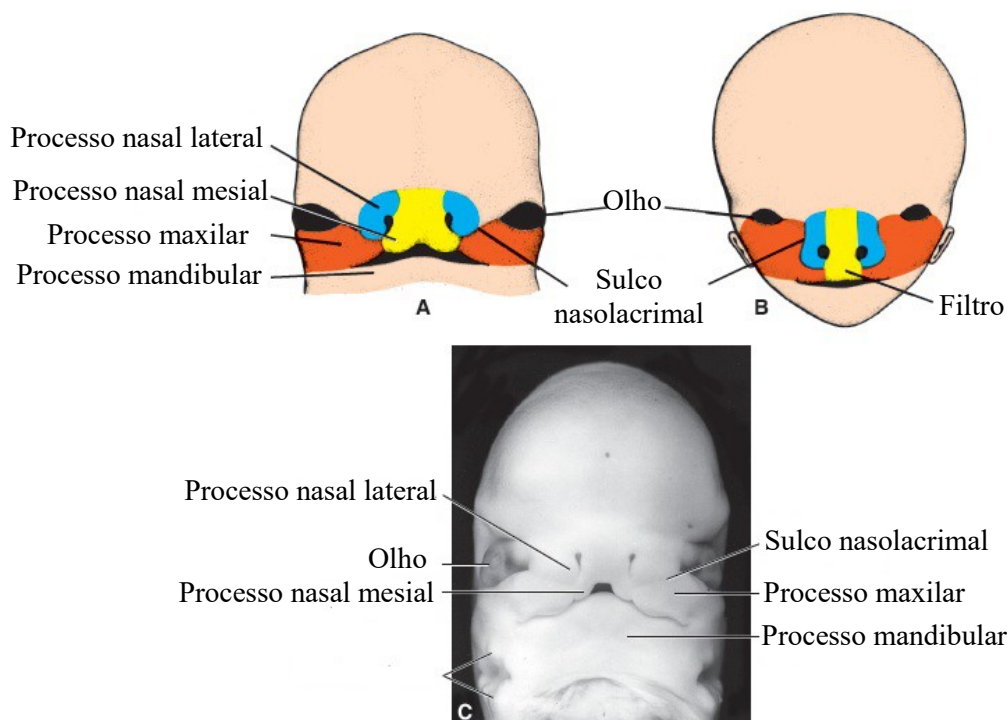 Processo nasal lateral
Processo nasal mesial
Processo maxilar
Processo mandibular
A
Olho
Sulco
nasolacrimal
B
Filtro
Processo nasal lateral
Olho
Processo nasal mesial
Sulco nasolacrimal
Processo maxilar
Processo mandibular
C